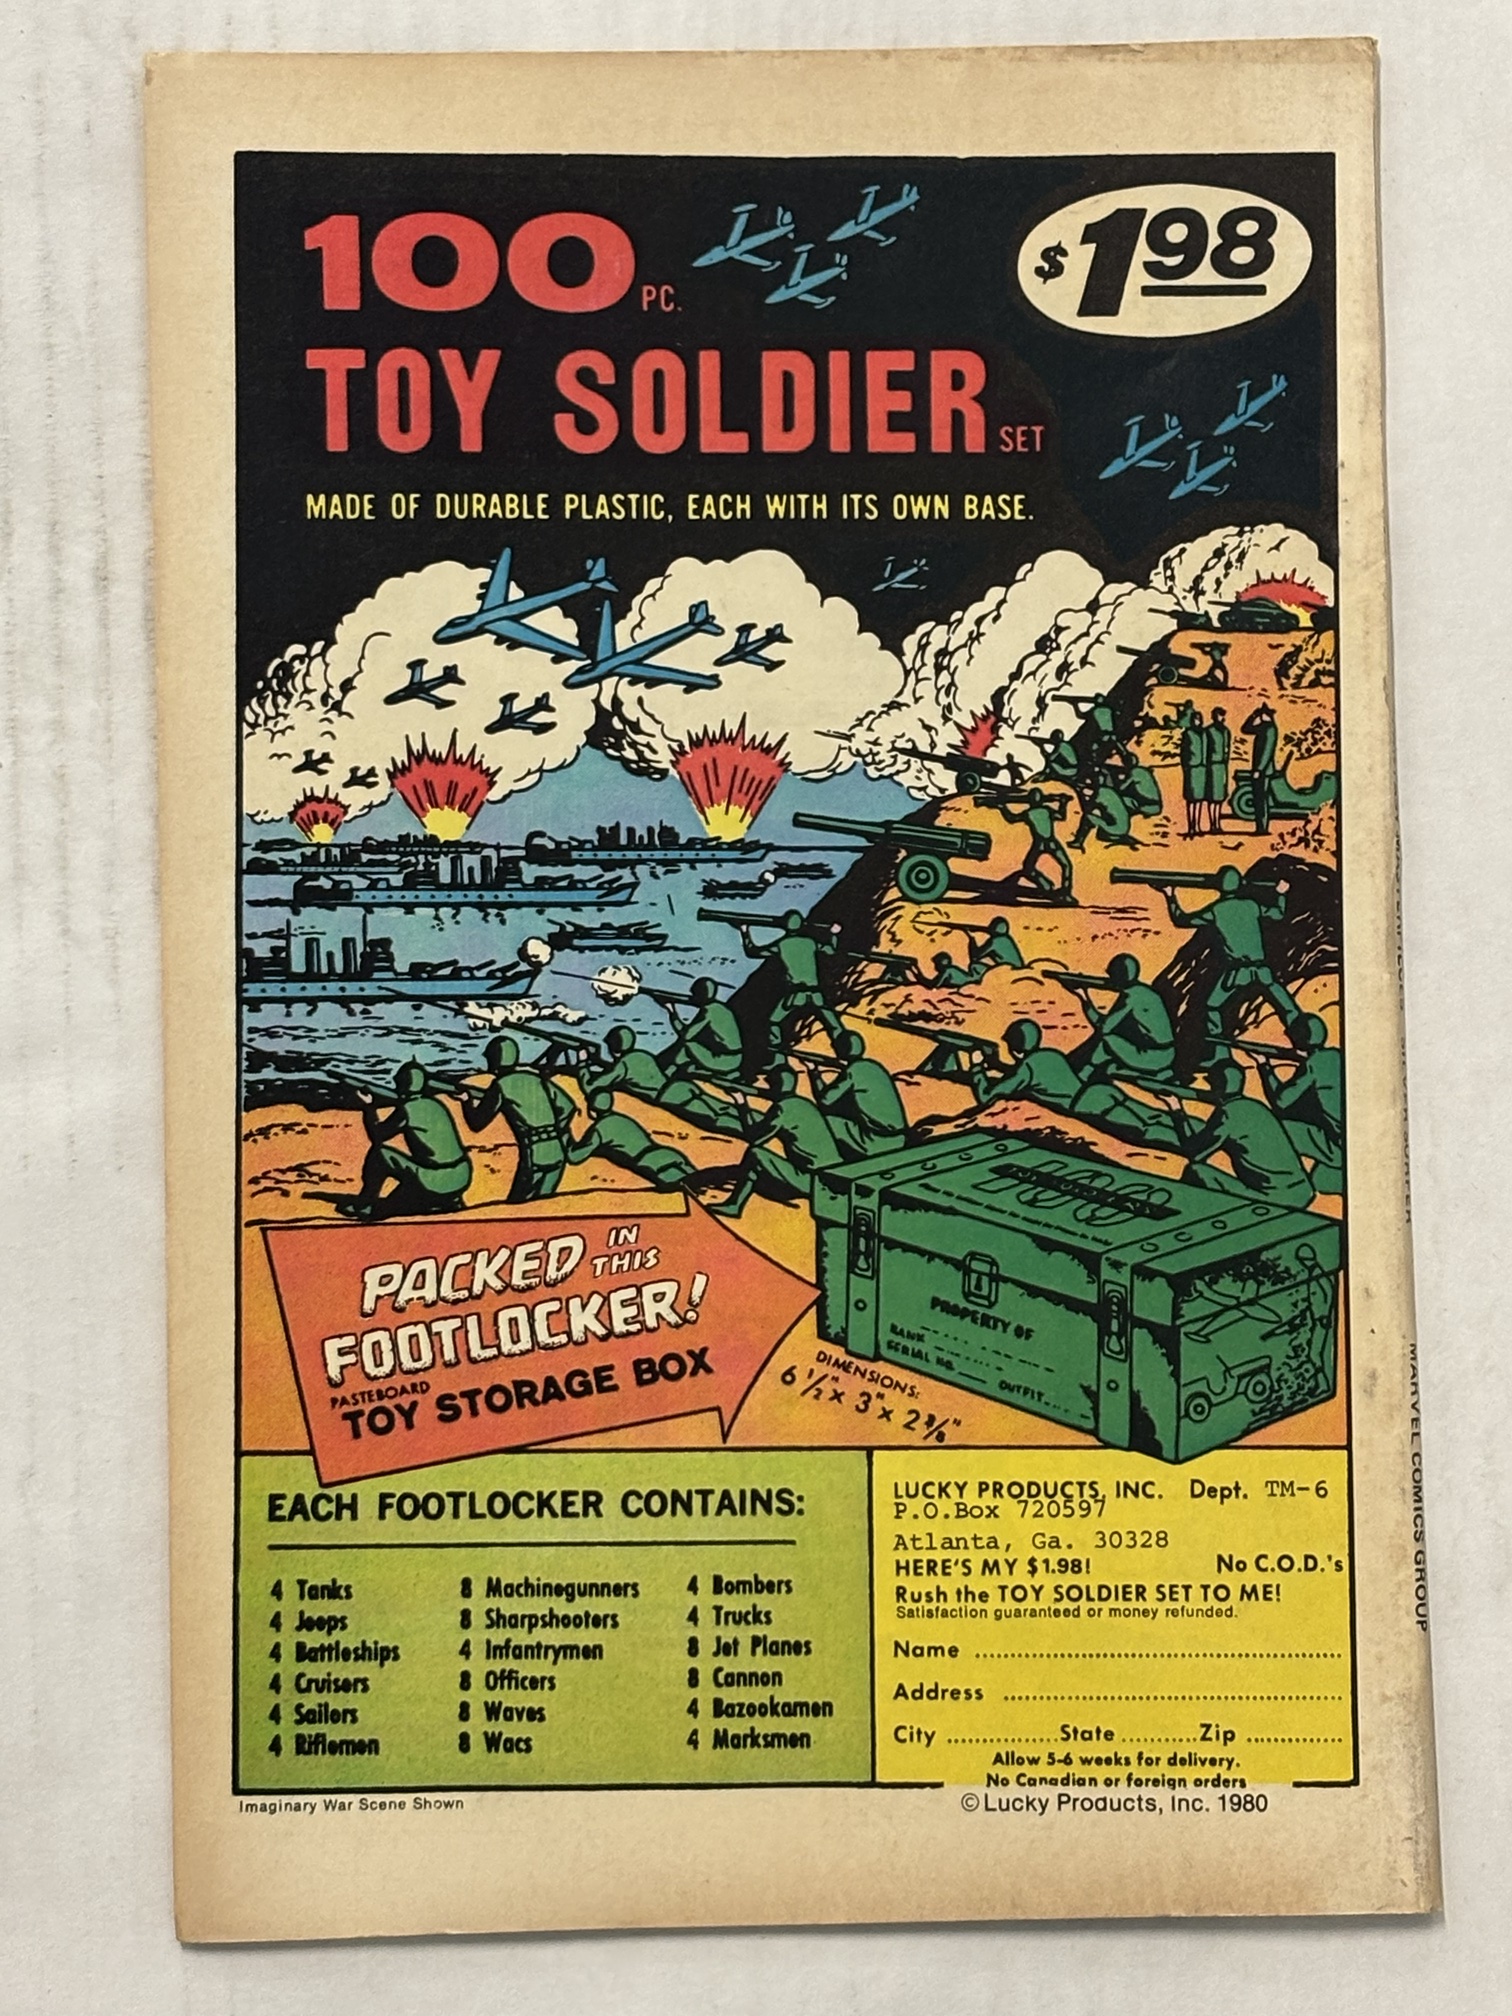 100 PC.
$198
TOY SOLDIER SET
MADE OF DURABLE PLASTIC, EACH WITH ITS OWN BASE.
PACKED IN THIS
FOOTLOCKER!
PASTEBOARD
TOY STORAGE BOX
DIMENSIONS:
6 1/2" x 3" x 2 3/8"
PROPERTY OF
RANK
SERIAL NO.
OUTFIT
EACH FOOTLOCKER CONTAINS:
4 Tanks
4 Jeeps
4 Battleships
4 Cruisers
4 Sailors
4 Riflemen
8 Machinegunners
8 Sharpshooters
4 Infantrymen
8 Officers
8 Waves
8 Wacs
4 Bombers
4 Trucks
8 Jet Planes
8 Cannon
4 Bazookamen
4 Marksmen
LUCKY PRODUCTS, INC. Dept. TM-6
P.O.Box 720597
Atlanta, Ga. 30328
HERE'S MY $1.98! No C.O.D.'s
Rush the TOY SOLDIER SET TO ME!
Satisfaction guaranteed or money refunded.
Name
Address
City State Zip
Allow 5-6 weeks for delivery.
No Canadian or foreign orders
Imaginary War Scene Shown
©Lucky Products, Inc. 1980
MARVEL COMICS GROUP